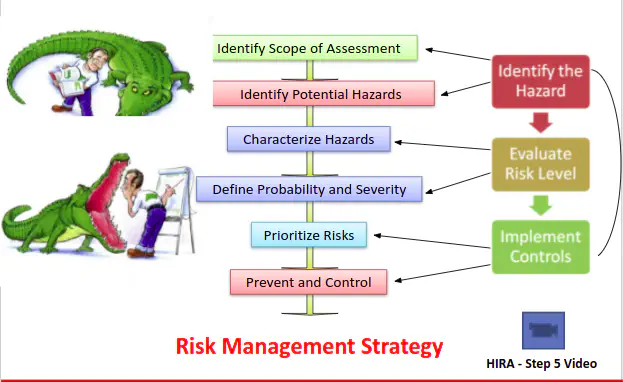 Identify Scope of Assessment
Identify Potential Hazards
Characterize Hazards
Define Probability and Severity
Prioritize Risks
Prevent and Control
Identify the
Hazard
Evaluate
Risk Level
Implement
Controls
Risk Management Strategy
HIRA - Step 5 Video